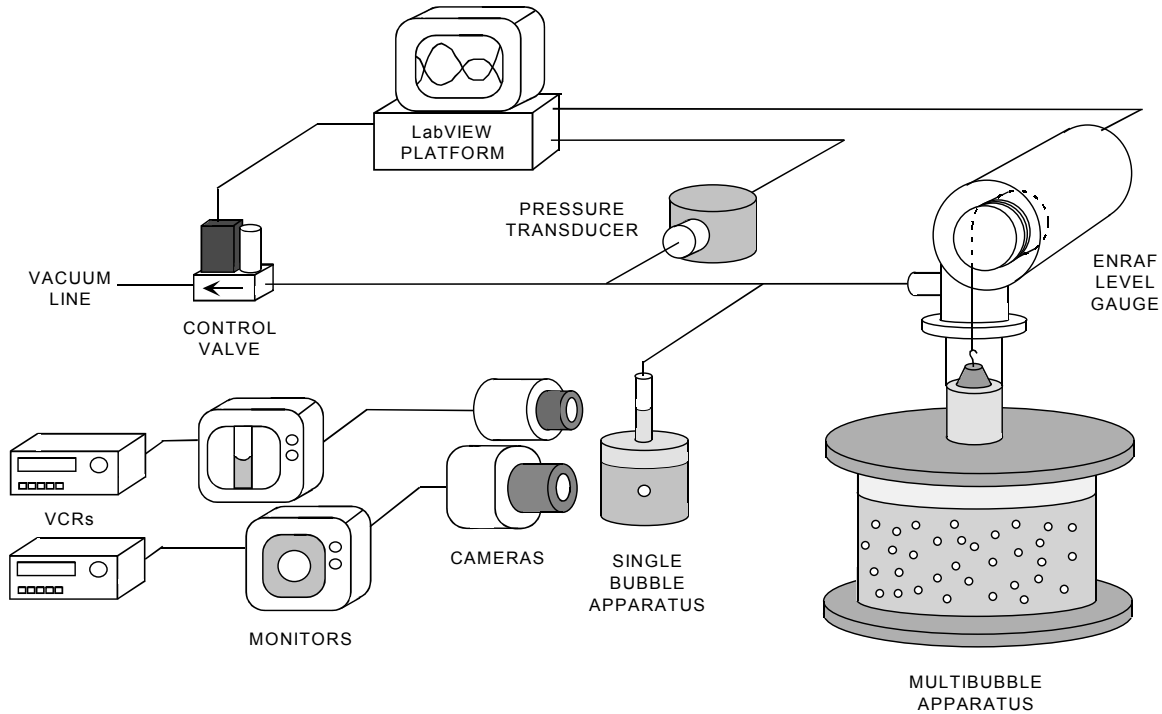 LabVIEW
PLATFORM
PRESSURE
TRANSDUCER
VACUUM
LINE
CONTROL
VALVE
ENRAF
LEVEL
GAUGE
VCRs
CAMERAS
MONITORS
SINGLE
BUBBLE
APPARATUS
MULTIBUBBLE
APPARATUS